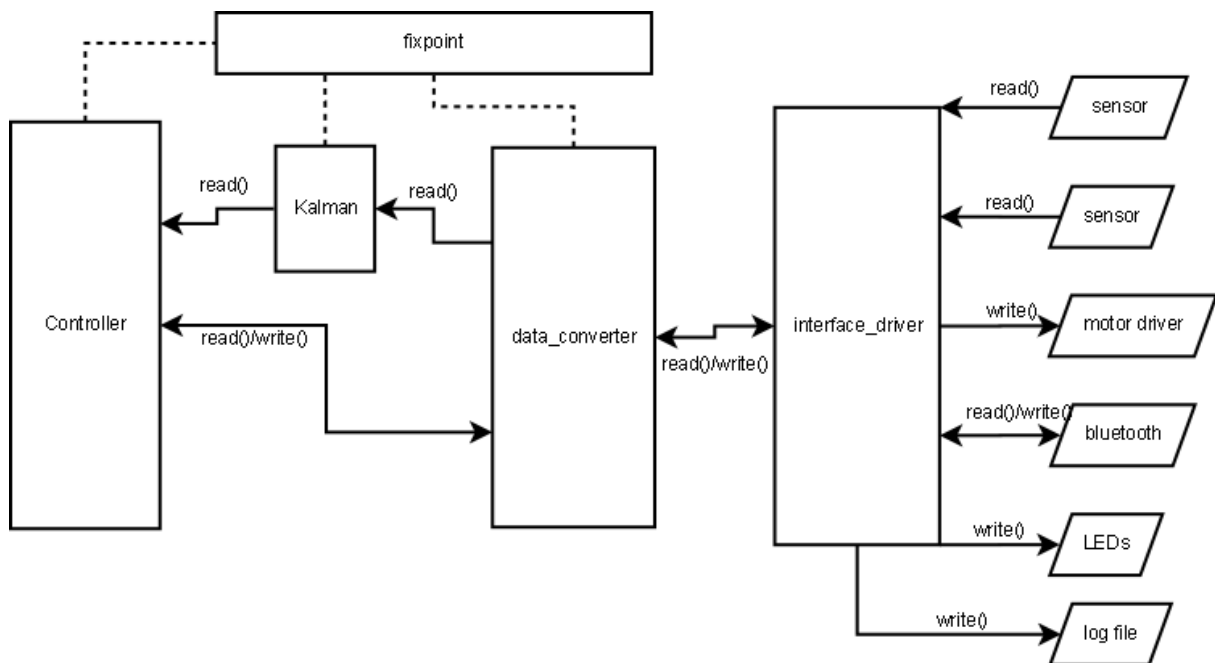 fixpoint
read()
sensor
read()
Kalman
read()
read()
sensor
Controller
read()/write()
data_converter
read()/write()
interface_driver
write()
motor driver
read()/write()
bluetooth
write()
LEDs
write()
log file